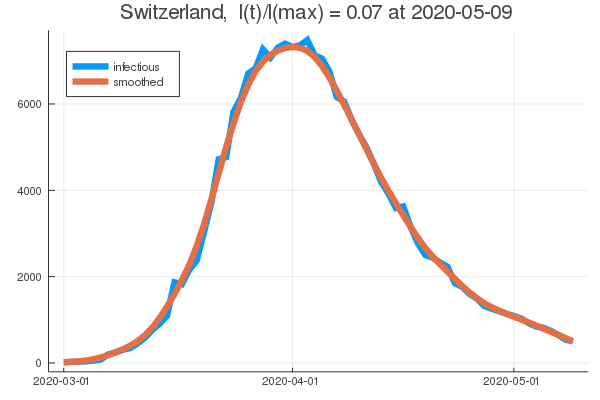 Switzerland, I(t)/I(max) = 0.07 at 2020-05-09
infectious
smoothed
6000
4000
2000
0
2020-03-01 2020-04-01 2020-05-01